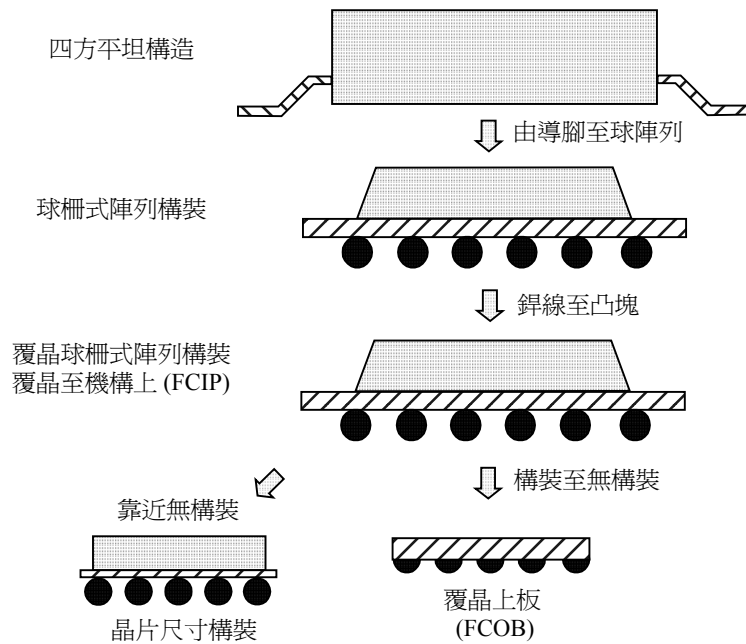 四方平坦構造
由導腳至球陣列
球柵式陣列構裝
銲線至凸塊
覆晶球柵式陣列構裝
覆晶至機構上 (FCIP)
構裝至無構裝
靠近無構裝
晶片尺寸構裝
覆晶上板
(FCOB)